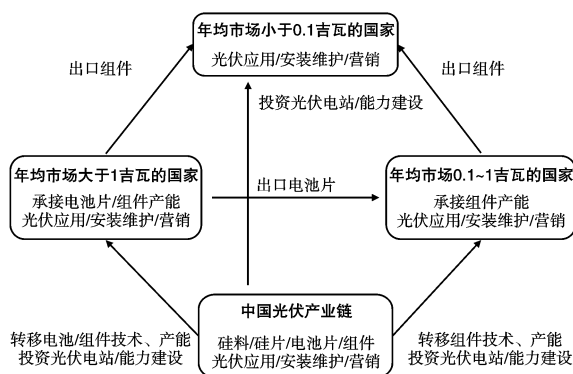 年均市场小于0.1吉瓦的国家
光伏应用/安装维护/营销
出口组件
出口组件
投资光伏电站/能力建设
年均市场大于1吉瓦的国家
承接电池片/组件产能
光伏应用/安装维护/营销
出口电池片
年均市场0.1~1吉瓦的国家
承接组件产能
光伏应用/安装维护/营销
中国光伏产业链
硅料/硅片/电池片/组件
光伏应用/安装维护/营销
转移电池/组件技术、产能
投资光伏电站/能力建设
转移组件技术、产能
投资光伏电站/能力建设